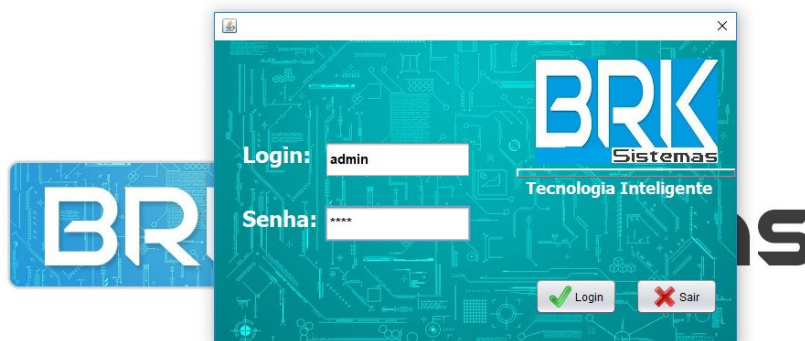 BRK
Sistemas
Tecnologia Inteligente
Login: admin
Senha: ****
Login
Sair
BR
as